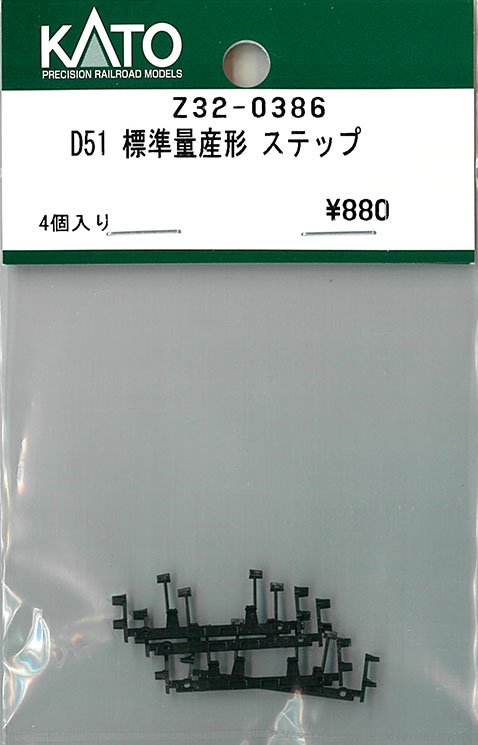 KATO
PRECISION RAILROAD MODELS
Z32-0386
D51 標準量産形 ステップ
¥880
4個入り